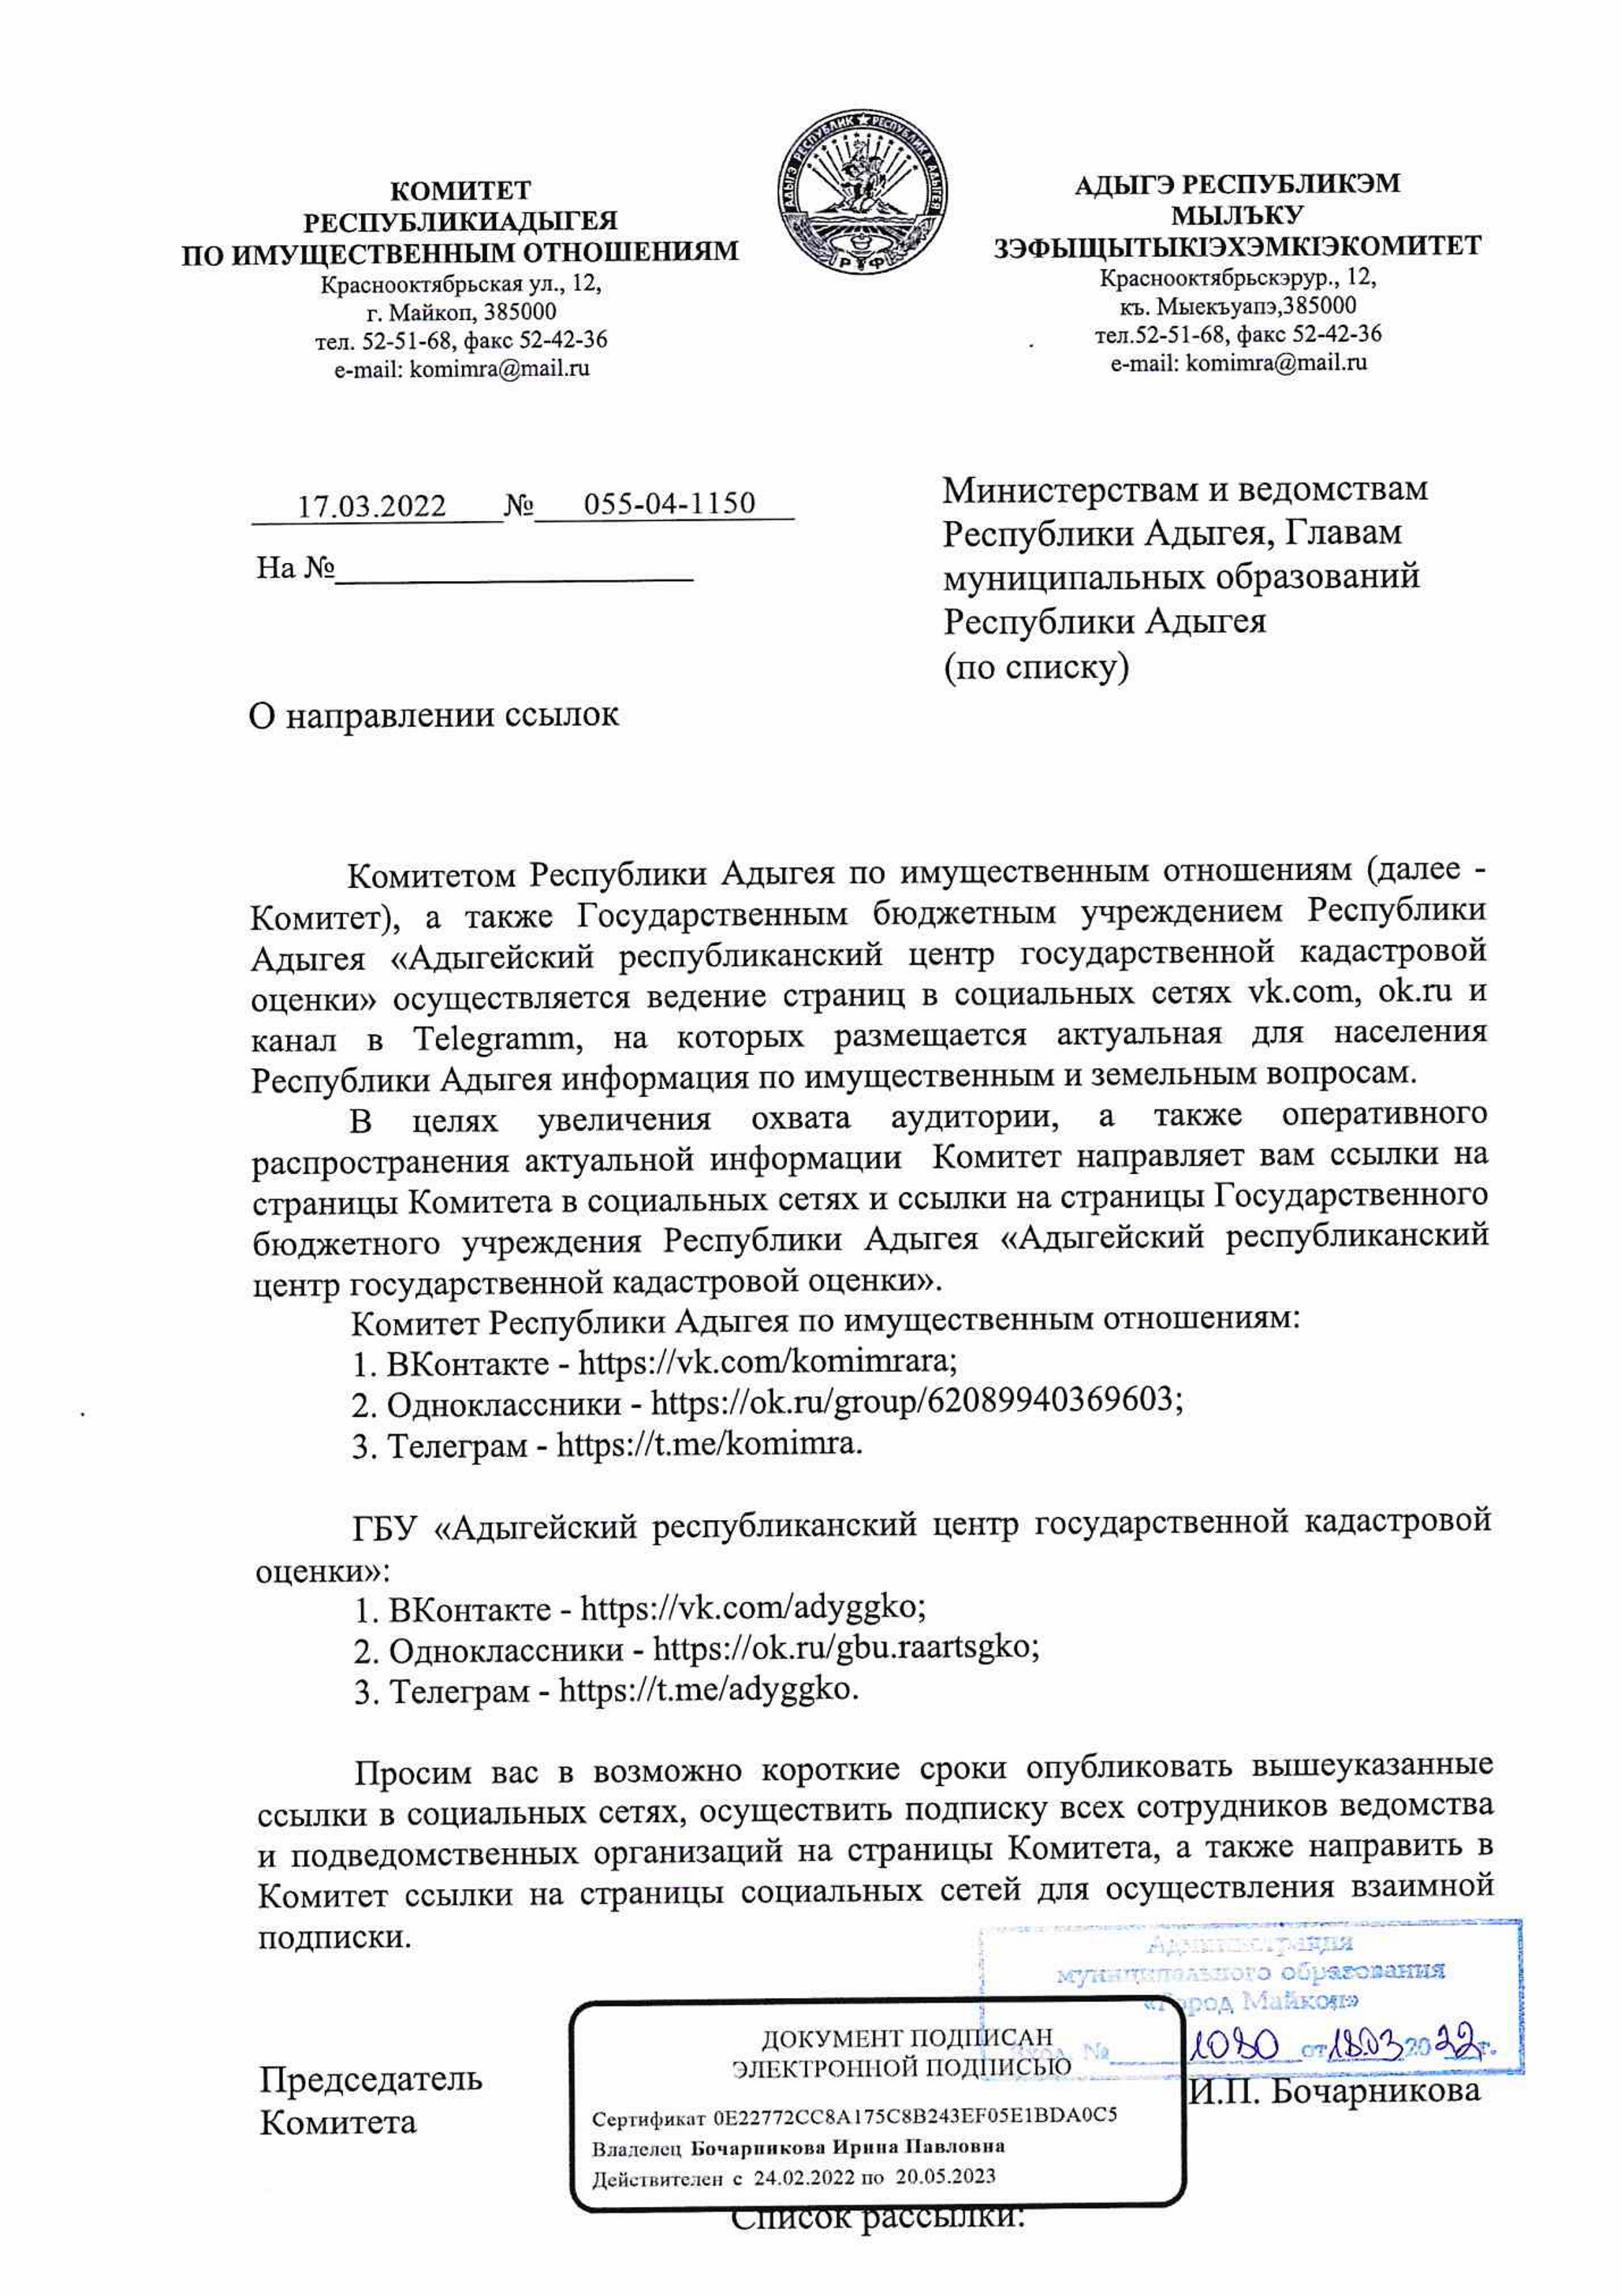 КОМИТЕТ
РЕСПУБЛИКИАДЫГЕЯ
ПО ИМУЩЕСТВЕННЫМ ОТНОШЕНИЯМ
Краснооктябрьская ул., 12,
г. Майкоп, 385000
тел. 52-51-68, факс 52-42-36
e-mail: komimra@mail.ru
АДЫГЭ РЕСПУБЛИК ★ РЕСПУБЛИКА АДЫГЕЯ
РФ
АДЫГЭ РЕСПУБЛИКЭМ
МЫЛЪКУ
ЗЭФЫЩЫТЫКIЭХЭМКIЭКОМИТЕТ
Краснооктябрьскэрур., 12,
къ. Мыекъуапэ,385000
тел.52-51-68, факс 52-42-36
e-mail: komimra@mail.ru
17.03.2022 № 055-04-1150
На №
Министерствам и ведомствам
Республики Адыгея, Главам
муниципальных образований
Республики Адыгея
(по списку)
О направлении ссылок
Комитетом Республики Адыгея по имущественным отношениям (далее -
Комитет), а также Государственным бюджетным учреждением Республики
Адыгея «Адыгейский республиканский центр государственной кадастровой
оценки» осуществляется ведение страниц в социальных сетях vk.com, ok.ru и
канал в Telegramm, на которых размещается актуальная для населения
Республики Адыгея информация по имущественным и земельным вопросам.
В целях увеличения охвата аудитории, а также оперативного
распространения актуальной информации Комитет направляет вам ссылки на
страницы Комитета в социальных сетях и ссылки на страницы Государственного
бюджетного учреждения Республики Адыгея «Адыгейский республиканский
центр государственной кадастровой оценки».
Комитет Республики Адыгея по имущественным отношениям:
1. ВКонтакте - https://vk.com/komimrara;
2. Одноклассники - https://ok.ru/group/62089940369603;
3. Телеграм - https://t.me/komimra.
ГБУ «Адыгейский республиканский центр государственной кадастровой
оценки»:
1. ВКонтакте - https://vk.com/adyggko;
2. Одноклассники - https://ok.ru/gbu.raartsgko;
3. Телеграм - https://t.me/adyggko.
Просим вас в возможно короткие сроки опубликовать вышеуказанные
ссылки в социальных сетях, осуществить подписку всех сотрудников ведомства
и подведомственных организаций на страницы Комитета, а также направить в
Комитет ссылки на страницы социальных сетей для осуществления взаимной
подписки.
Администрация
муниципального образования
«Город Майкоп»
Вход. № 1080 от 18.03 2022 г.
Председатель
Комитета
ДОКУМЕНТ ПОДПИСАН
ЭЛЕКТРОННОЙ ПОДПИСЬЮ
Сертификат 0E22772CC8A175C8B243EF05E1BDA0C5
Владелец Бочарникова Ирина Павловна
Действителен с 24.02.2022 по 20.05.2023
И.П. Бочарникова
Список рассылки: